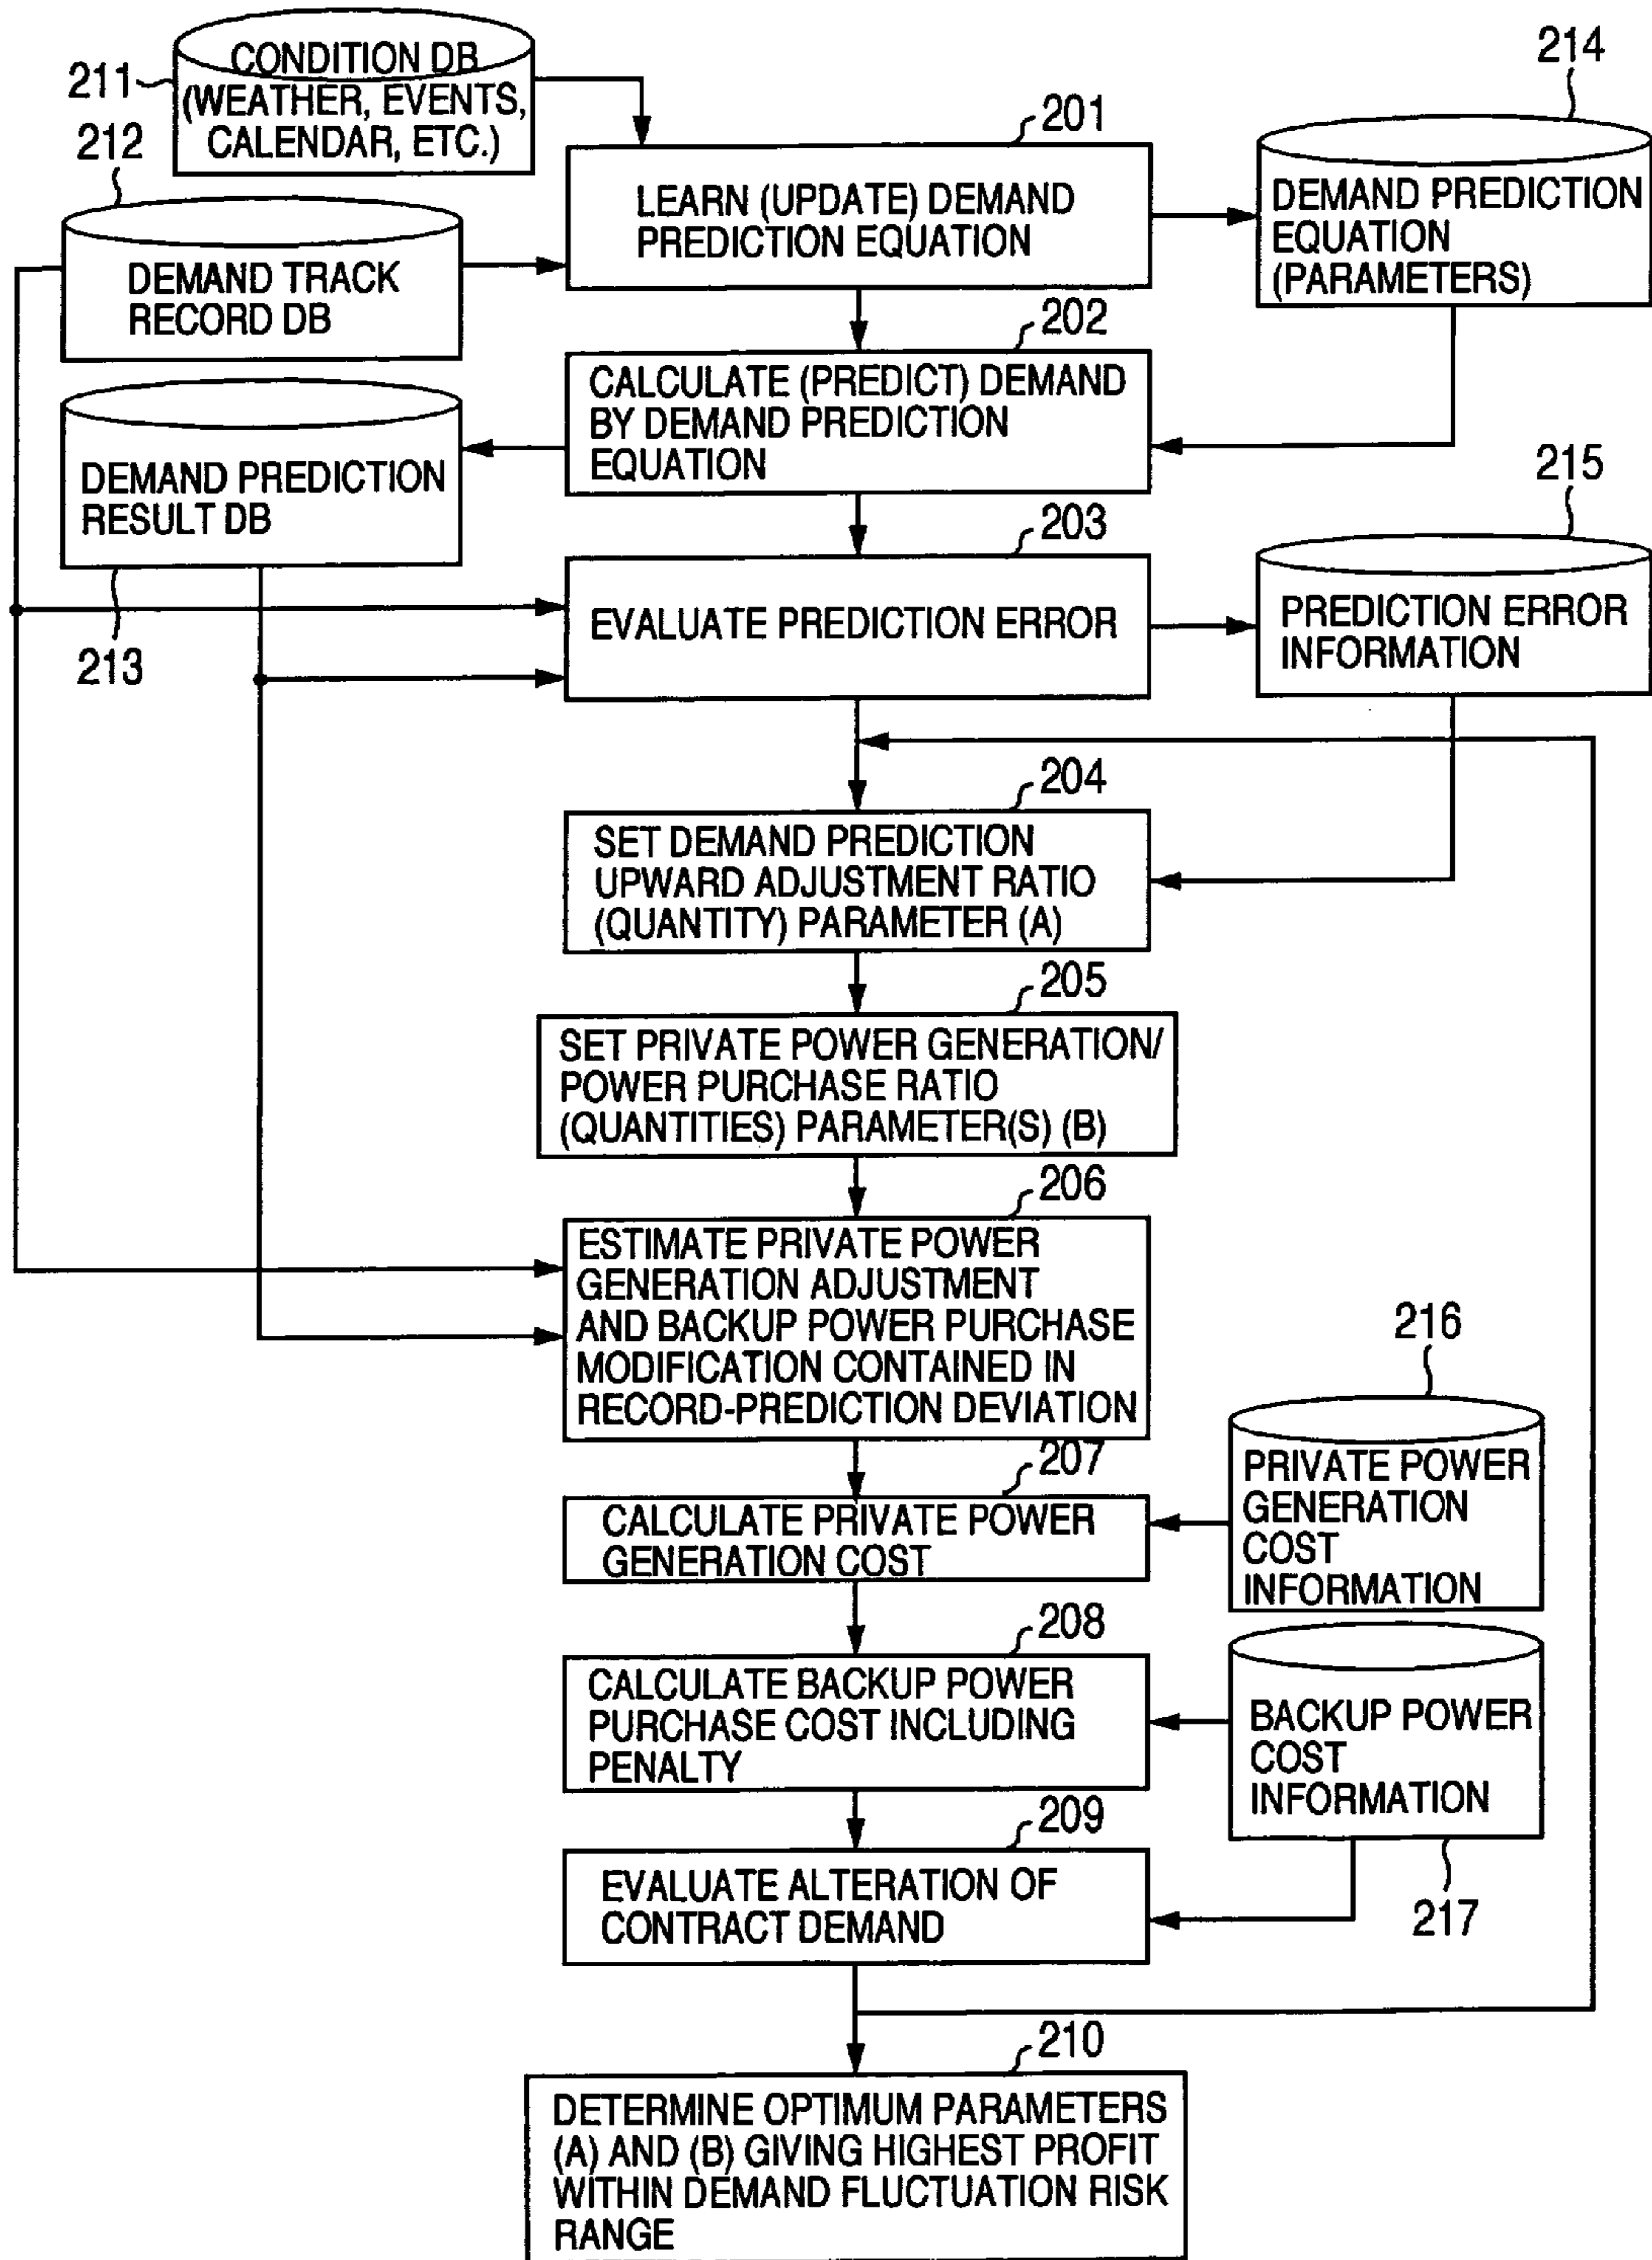 CONDITION DB
(WEATHER, EVENTS,
CALENDAR, ETC.)
211
214
212
201
LEARN (UPDATE) DEMAND
PREDICTION EQUATION
DEMAND PREDICTION
EQUATION
(PARAMETERS)
DEMAND TRACK
RECORD DB
202
CALCULATE (PREDICT) DEMAND
BY DEMAND PREDICTION
EQUATION
DEMAND PREDICTION
RESULT DB
213
215
203
EVALUATE PREDICTION ERROR
PREDICTION ERROR
INFORMATION
204
SET DEMAND PREDICTION
UPWARD ADJUSTMENT RATIO
(QUANTITY) PARAMETER (A)
205
SET PRIVATE POWER GENERATION/
POWER PURCHASE RATIO
(QUANTITIES) PARAMETER(S) (B)
206
ESTIMATE PRIVATE POWER
GENERATION ADJUSTMENT
AND BACKUP POWER PURCHASE
MODIFICATION CONTAINED IN
RECORD-PREDICTION DEVIATION
216
207
CALCULATE PRIVATE POWER
GENERATION COST
PRIVATE POWER
GENERATION
COST
INFORMATION
208
CALCULATE BACKUP POWER
PURCHASE COST INCLUDING
PENALTY
BACKUP POWER
COST
INFORMATION
217
209
EVALUATE ALTERATION OF
CONTRACT DEMAND
210
DETERMINE OPTIMUM PARAMETERS
(A) AND (B) GIVING HIGHEST PROFIT
WITHIN DEMAND FLUCTUATION RISK
RANGE